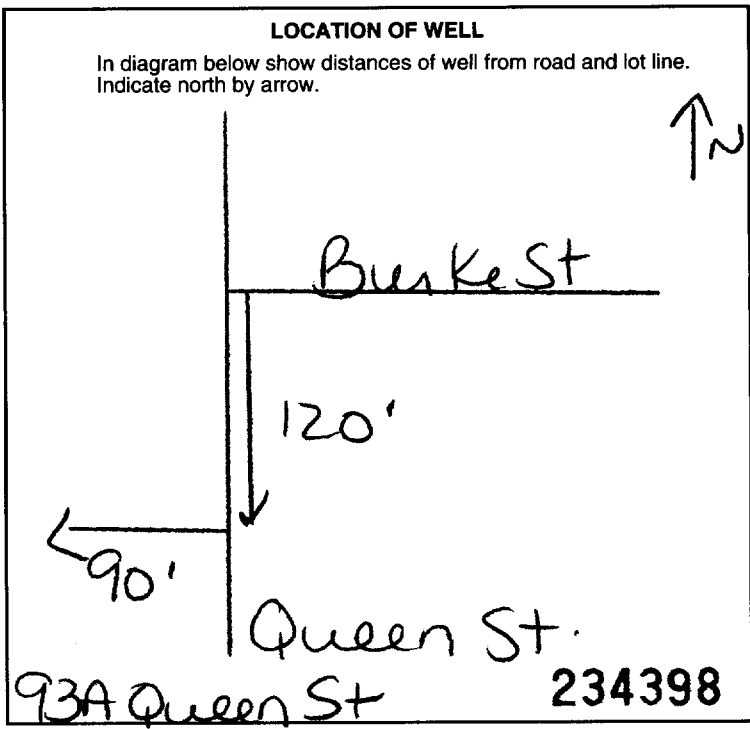 LOCATION OF WELL
In diagram below show distances of well from road and lot line.
Indicate north by arrow.
N
Burke St
120'
90'
Queen St.
93A Queen St
234398